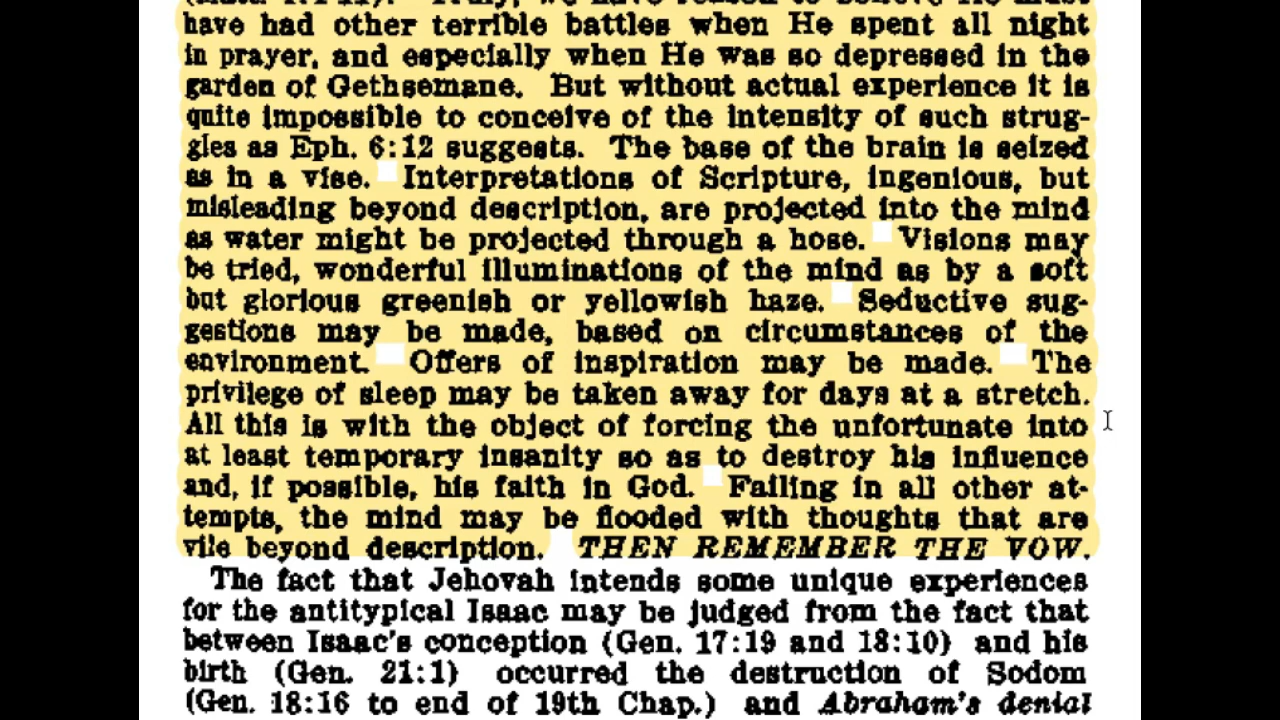 have had other terrible battles when He spent all night
in prayer, and especially when He was so depressed in the
garden of Gethsemane. But without actual experience it is
quite impossible to conceive of the intensity of such strug-
gles as Eph. 6:12 suggests. The base of the brain is seized
as in a vise. Interpretations of Scripture, ingenious, but
misleading beyond description, are projected into the mind
as water might be projected through a hose. Visions may
be tried, wonderful illuminations of the mind as by a soft
but glorious greenish or yellowish haze. Seductive sug-
gestions may be made, based on circumstances of the
environment. Offers of inspiration may be made. The
privilege of sleep may be taken away for days at a stretch.
All this is with the object of forcing the unfortunate into
at least temporary insanity so as to destroy his influence
and, if possible, his faith in God. Failing in all other at-
tempts, the mind may be flooded with thoughts that are
vile beyond description. THEN REMEMBER THE VOW.
The fact that Jehovah intends some unique experiences
for the antitypical Isaac may be judged from the fact that
between Isaac's conception (Gen. 17:19 and 18:10) and his
birth (Gen. 21:1) occurred the destruction of Sodom
(Gen. 18:16 to end of 19th Chap.) and Abraham's denial